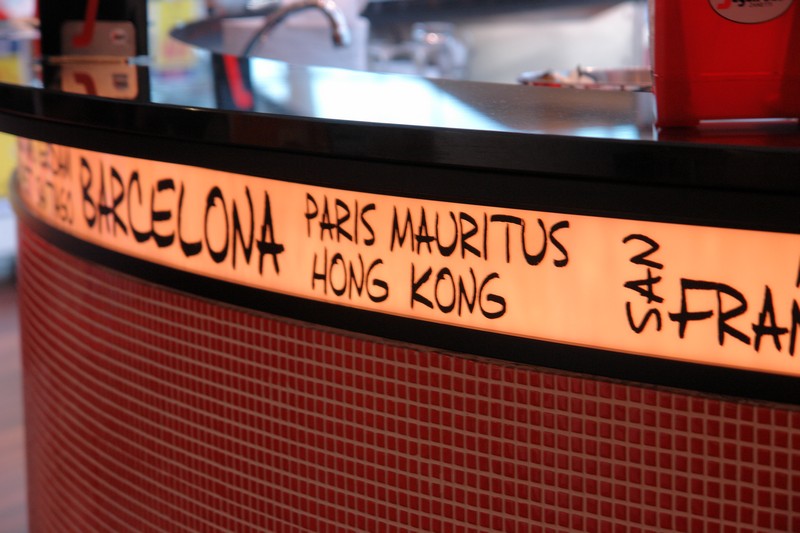 BARCELONA
PARIS MAURITUS
HONG KONG
SAN
FRAN